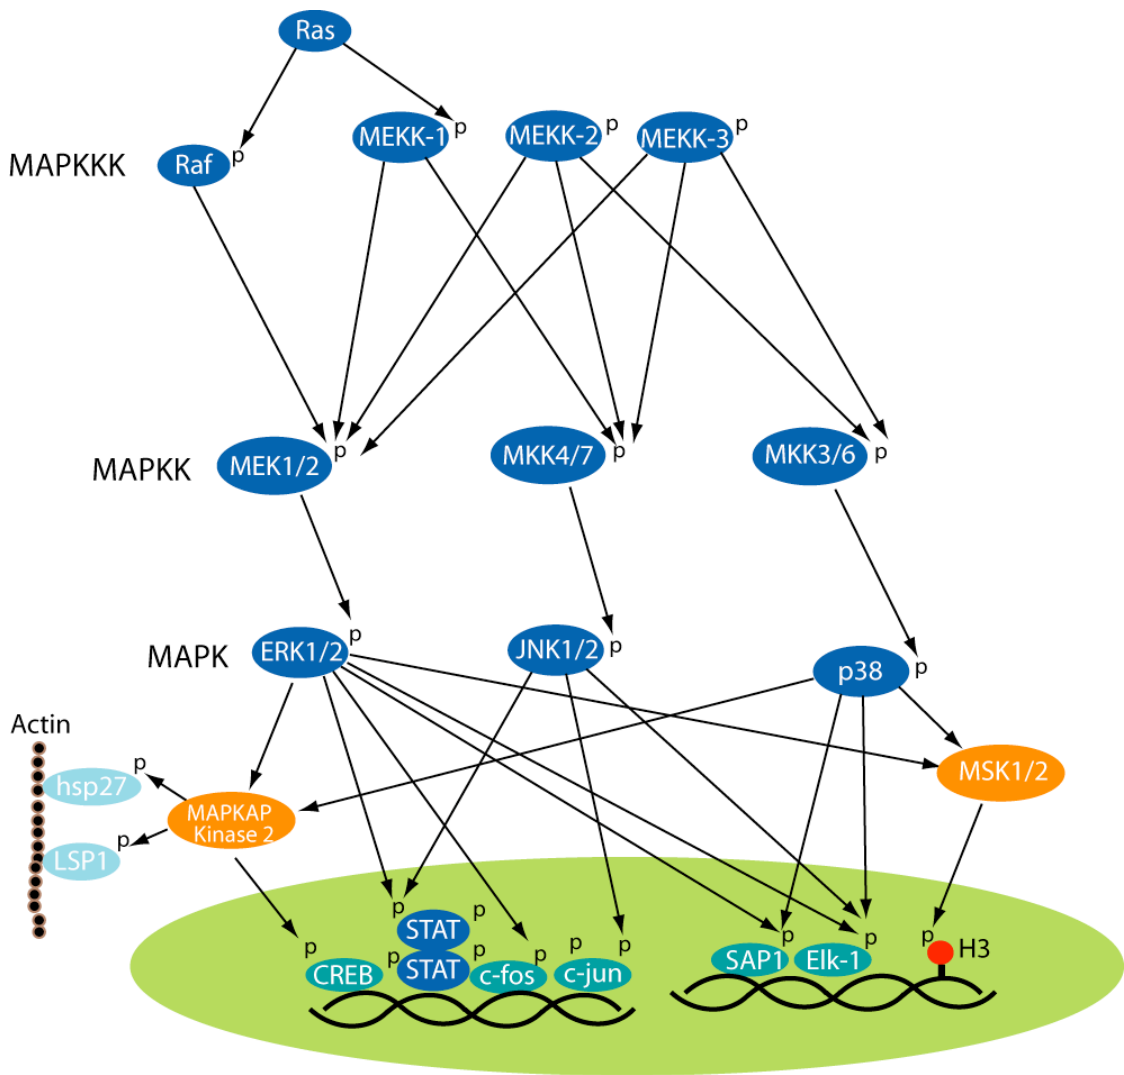 Ras
MEKK-1 p
MEKK-2 p
MEKK-3 p
MAPKKK
Raf p
MAPKK
MEK1/2 p
MKK4/7 p
MKK3/6 p
MAPK
ERK1/2 p
JNK1/2 p
p38 p
Actin
hsp27 p
MAPKAP
Kinase 2
MSK1/2
LSP1 p
p
STAT
p
p
CREB
p
STAT
p
c-fos
p
p
c-jun
p
SAP1
p
Elk-1
p
p
H3